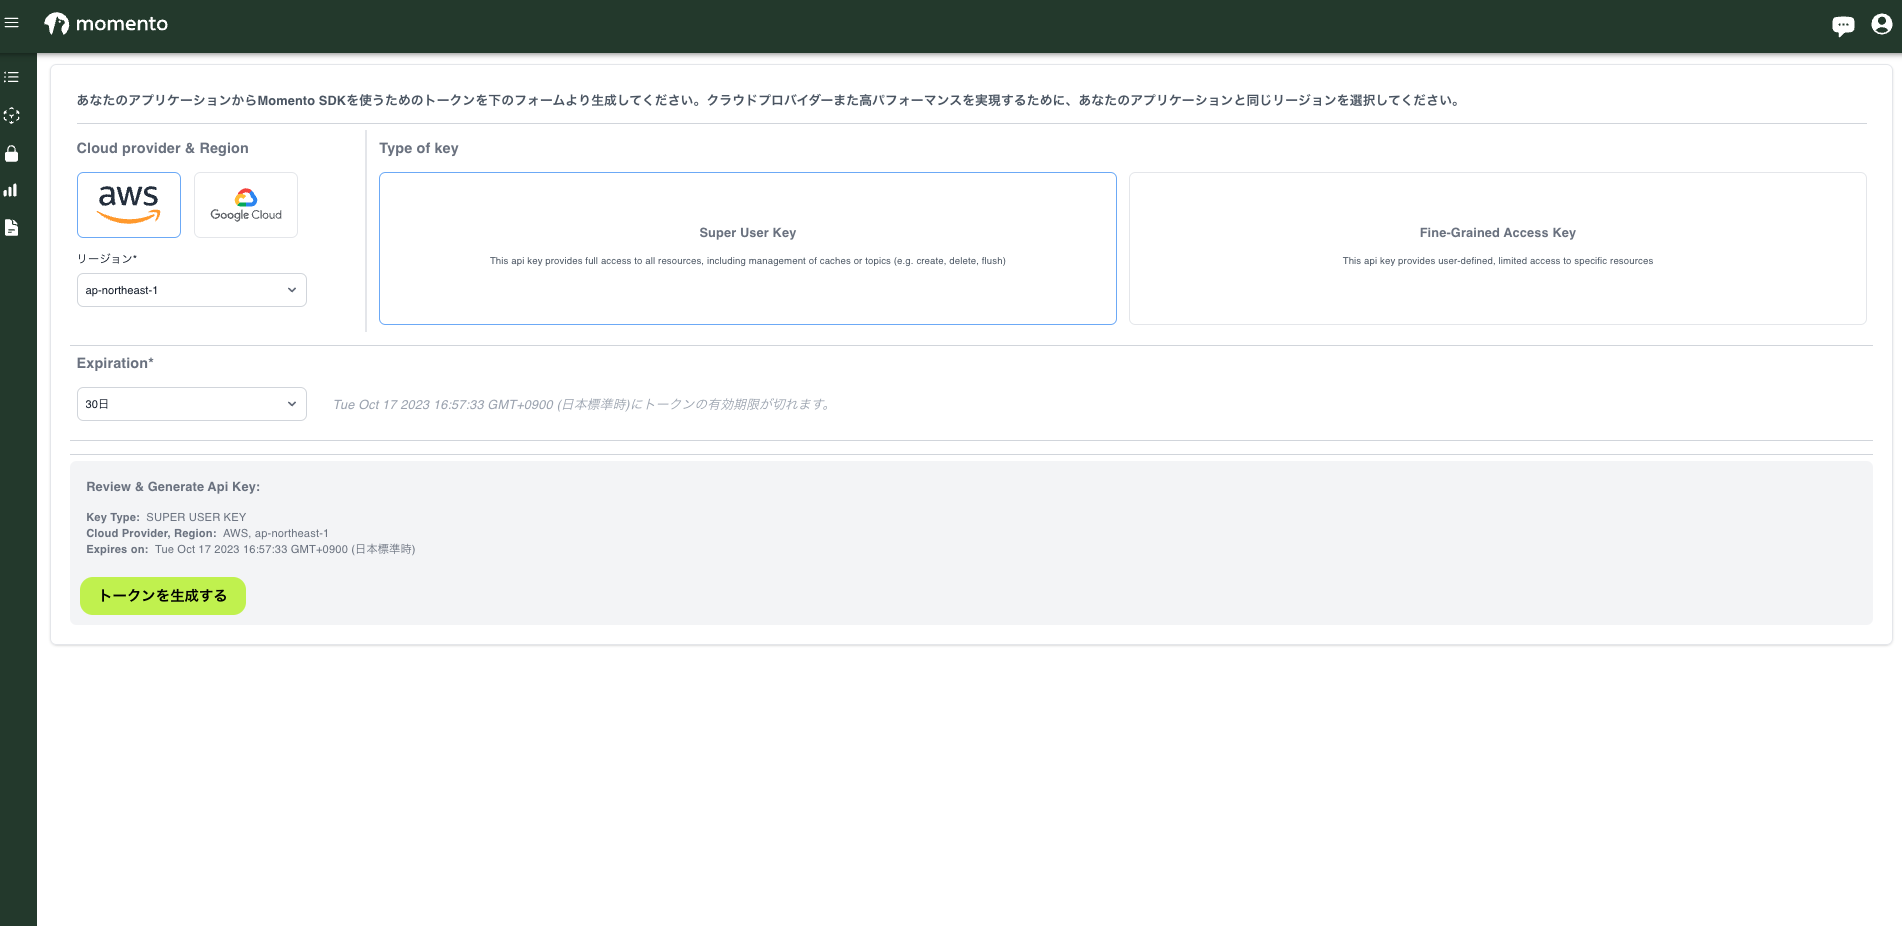 momento
あなたのアプリケーションからMomento SDKを使うためのトークンを下のフォームより生成してください。クラウドプロバイダーまた高パフォーマンスを実現するために、あなたのアプリケーションと同じリージョンを選択してください。
Cloud provider & Region
aws
Google Cloud
リージョン*
ap-northeast-1
Type of key
Super User Key
This api key provides full access to all resources, including management of caches or topics (e.g. create, delete, flush)
Fine-Grained Access Key
This api key provides user-defined, limited access to specific resources
Expiration*
30日
Tue Oct 17 2023 16:57:33 GMT+0900 (日本標準時)にトークンの有効期限が切れます。
Review & Generate Api Key:
Key Type: SUPER USER KEY
Cloud Provider, Region: AWS, ap-northeast-1
Expires on: Tue Oct 17 2023 16:57:33 GMT+0900 (日本標準時)
トークンを生成する